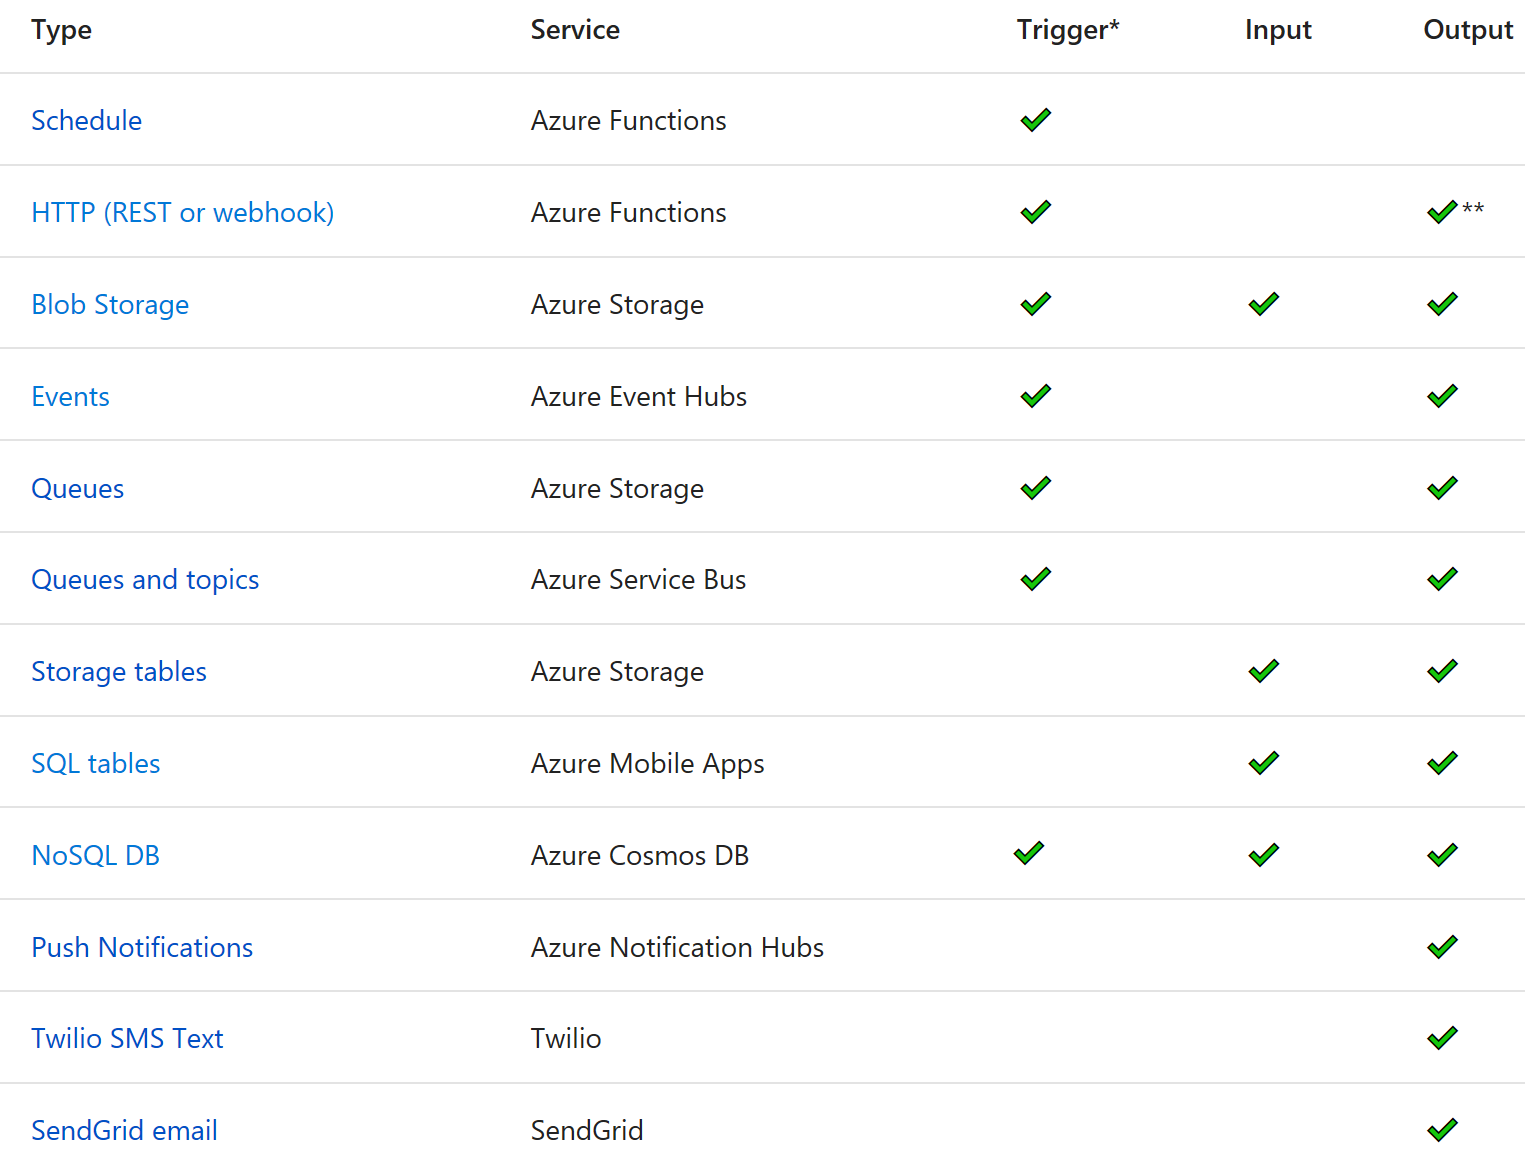 Type Service Trigger* Input Output
Schedule Azure Functions ✔
HTTP (REST or webhook) Azure Functions ✔ ✔**
Blob Storage Azure Storage ✔ ✔ ✔
Events Azure Event Hubs ✔ ✔
Queues Azure Storage ✔ ✔
Queues and topics Azure Service Bus ✔ ✔
Storage tables Azure Storage ✔ ✔
SQL tables Azure Mobile Apps ✔ ✔
NoSQL DB Azure Cosmos DB ✔ ✔ ✔
Push Notifications Azure Notification Hubs ✔
Twilio SMS Text Twilio ✔
SendGrid email SendGrid ✔